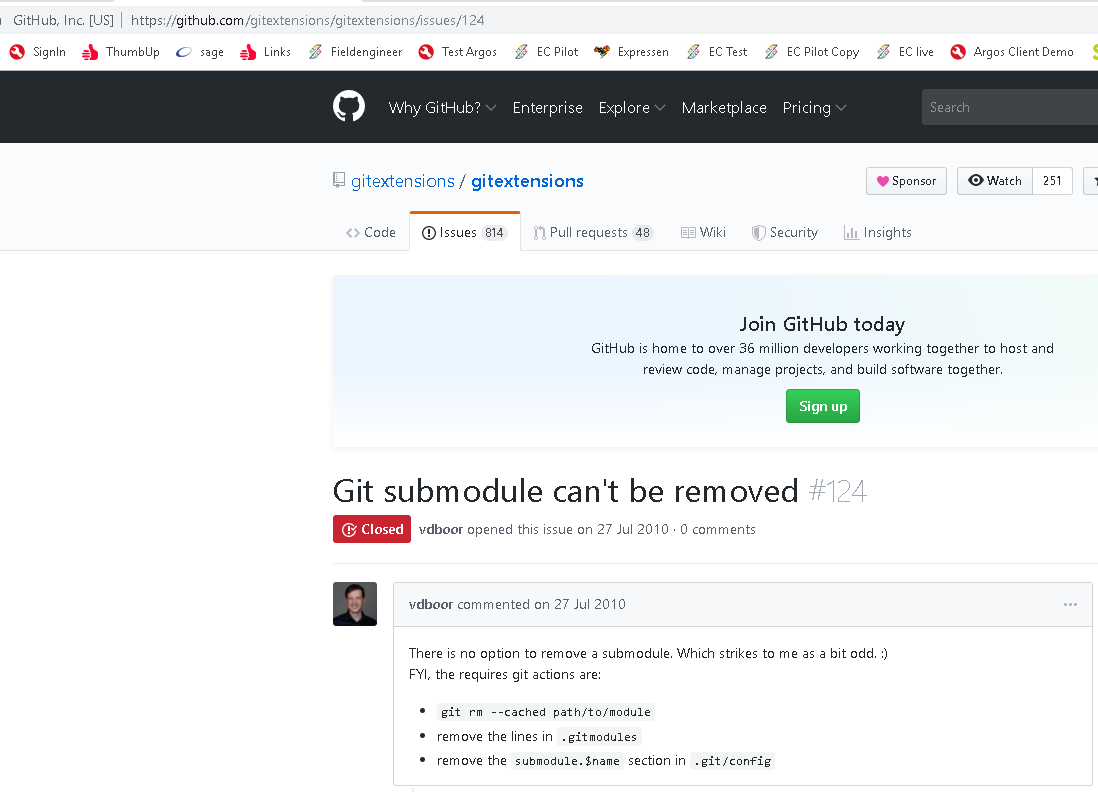 GitHub, Inc. [US] | https://github.com/gitextensions/gitextensions/issues/124
SignIn ThumbUp sage Links Fieldengineer Test Argos EC Pilot Expressen EC Test EC Pilot Copy EC live Argos Client Demo
Why GitHub? Enterprise Explore Marketplace Pricing Search
gitextensions / gitextensions Sponsor Watch 251
Code Issues 814 Pull requests 48 Wiki Security Insights
Join GitHub today
GitHub is home to over 36 million developers working together to host and
review code, manage projects, and build software together.
Sign up
Git submodule can't be removed #124
Closed vdboor opened this issue on 27 Jul 2010 · 0 comments
vdboor commented on 27 Jul 2010 ···
There is no option to remove a submodule. Which strikes to me as a bit odd. :)
FYI, the requires git actions are:
• git rm --cached path/to/module
• remove the lines in .gitmodules
• remove the submodule.$name section in .git/config